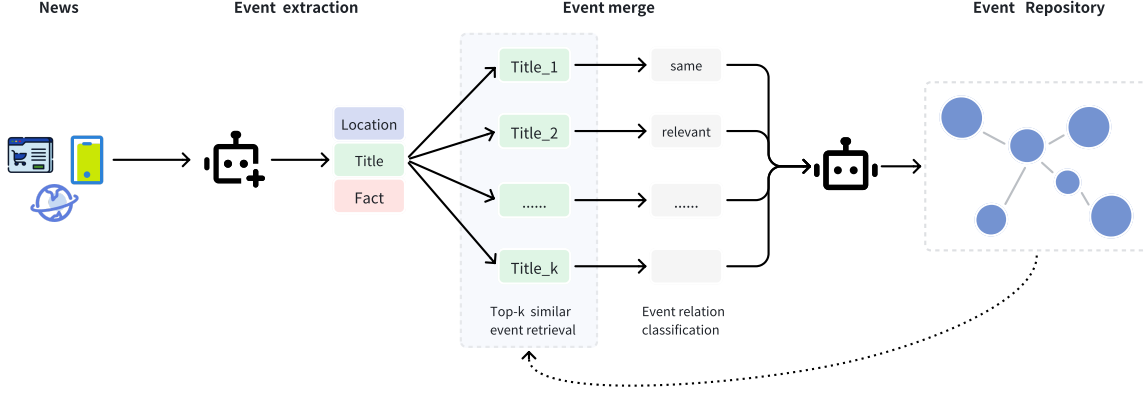 News
Event extraction
Event merge
Event Repository
Location
Title
Fact
Title_1
Title_2
......
Title_k
same
relevant
......
Top-k similar
event retrieval
Event relation
classification